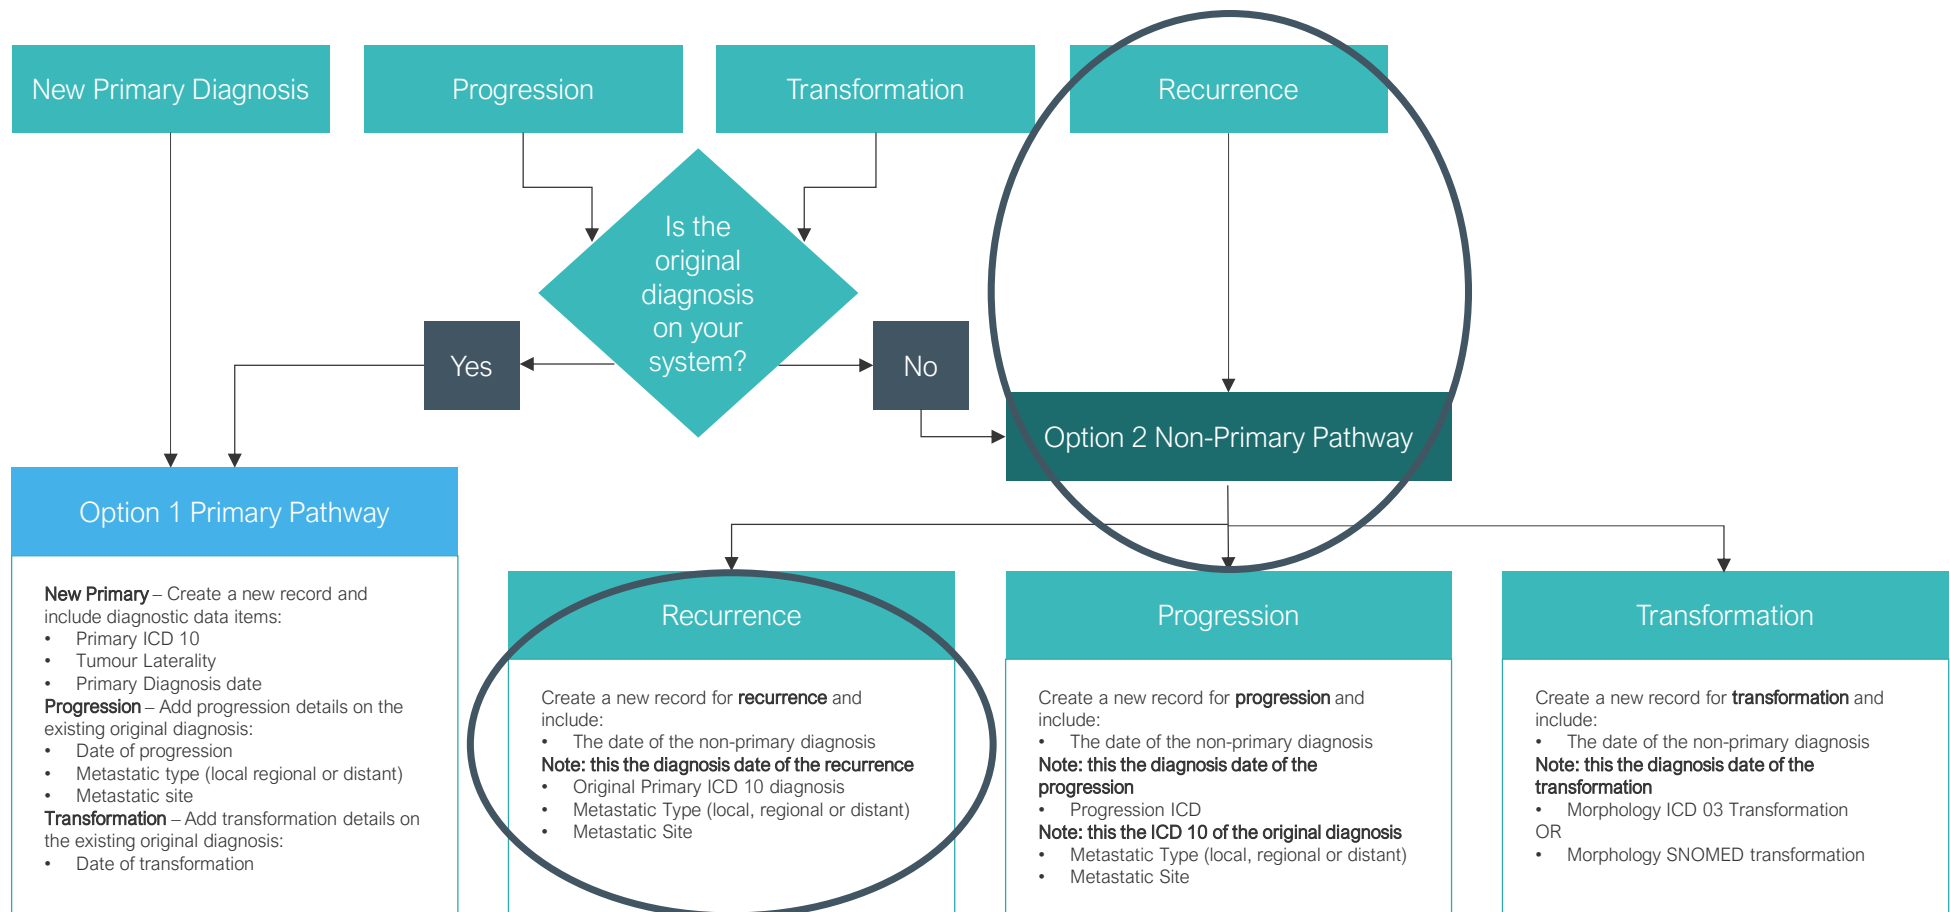 New Primary Diagnosis
Progression
Transformation
Recurrence
Is the
original
diagnosis
on your
system?
Yes
No
Option 2 Non-Primary Pathway
Option 1 Primary Pathway
New Primary – Create a new record and
include diagnostic data items:
• Primary ICD 10
• Tumour Laterality
• Primary Diagnosis date
Progression – Add progression details on the
existing original diagnosis:
• Date of progression
• Metastatic type (local regional or distant)
• Metastatic site
Transformation – Add transformation details on
the existing original diagnosis:
• Date of transformation
Recurrence
Create a new record for recurrence and
include:
• The date of the non-primary diagnosis
Note: this the diagnosis date of the recurrence
• Original Primary ICD 10 diagnosis
• Metastatic Type (local, regional or distant)
• Metastatic Site
Progression
Create a new record for progression and
include:
• The date of the non-primary diagnosis
Note: this the diagnosis date of the
progression
• Progression ICD
Note: this the ICD 10 of the original diagnosis
• Metastatic Type (local, regional or distant)
• Metastatic Site
Transformation
Create a new record for transformation and
include:
• The date of the non-primary diagnosis
Note: this the diagnosis date of the
transformation
• Morphology ICD 03 Transformation
OR
• Morphology SNOMED transformation